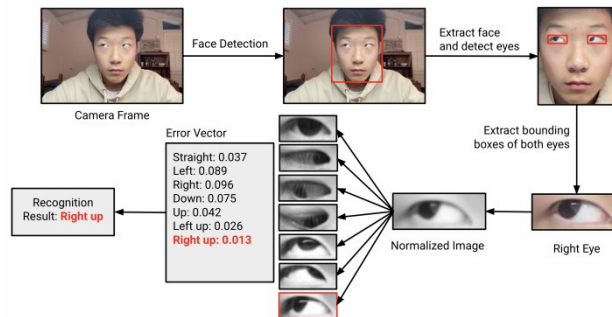 Camera Frame
Face Detection
Extract face
and detect eyes
Extract bounding
boxes of both eyes
Right Eye
Normalized Image
Error Vector
Straight: 0.037
Left: 0.089
Right: 0.096
Down: 0.075
Up: 0.042
Left up: 0.026
Right up: 0.013
Recognition
Result: Right up